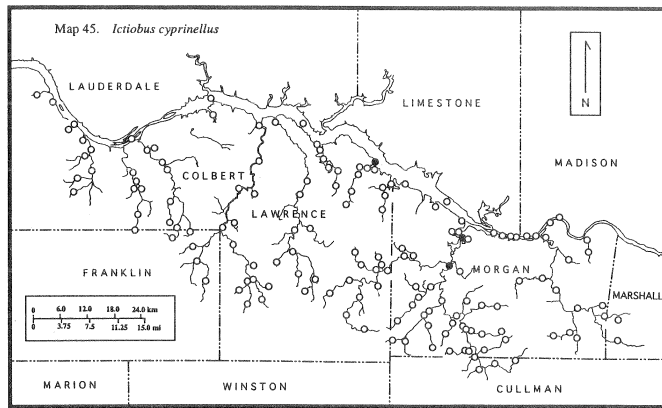 Map 45. Ictiobus cyprinellus
LAUDERDALE
LIMESTONE
N
MADISON
COLBERT
LAWRENCE
FRANKLIN
MORGAN
MARSHALL
0 6.0 12.0 18.0 24.0 km
0 3.75 7.5 11.25 15.0 mi
MARION
WINSTON
CULLMAN